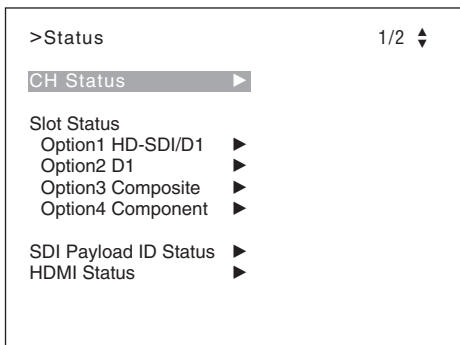 >Status 1/2
CH Status
Slot Status
Option1 HD-SDI/D1
Option2 D1
Option3 Composite
Option4 Component
SDI Payload ID Status
HDMI Status